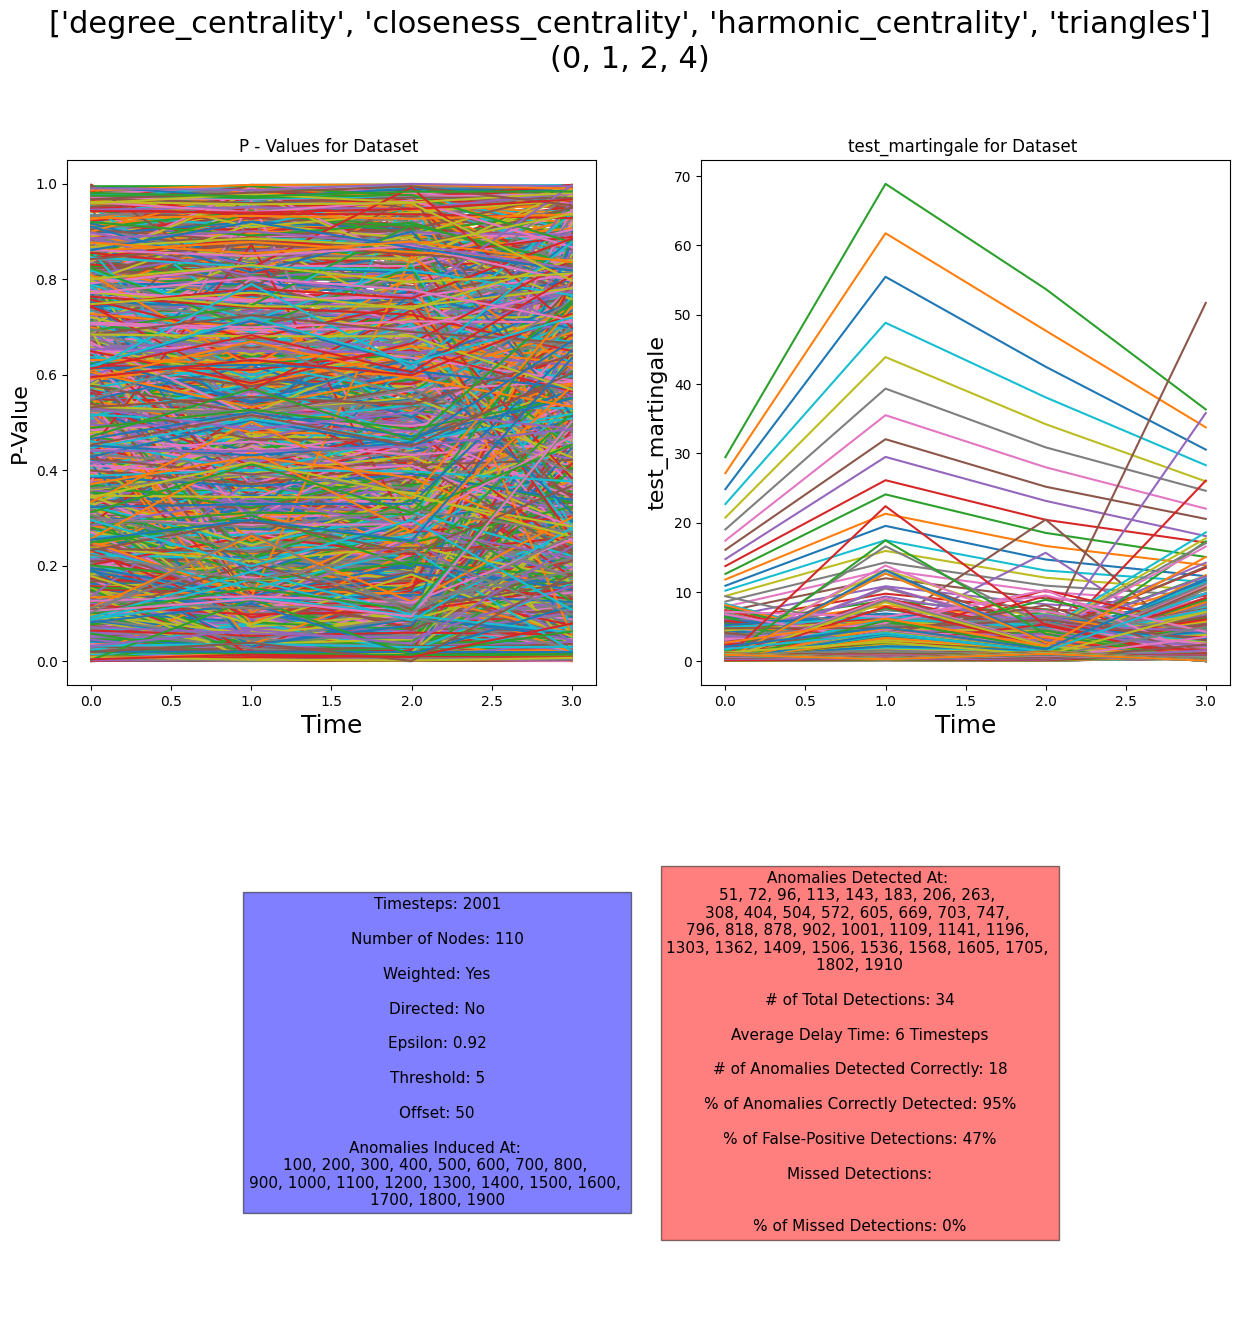 ['degree_centrality', 'closeness_centrality', 'harmonic_centrality', 'triangles']
(0, 1, 2, 4)
P - Values for Dataset
1.0
0.8
0.6
0.4
0.2
0.0
P-Value
0.0 0.5 1.0 1.5 2.0 2.5 3.0
Time
test_martingale for Dataset
70
60
50
40
30
20
10
0
test_martingale
0.0 0.5 1.0 1.5 2.0 2.5 3.0
Time
Timesteps: 2001
Number of Nodes: 110
Weighted: Yes
Directed: No
Epsilon: 0.92
Threshold: 5
Offset: 50
Anomalies Induced At:
100, 200, 300, 400, 500, 600, 700, 800,
900, 1000, 1100, 1200, 1300, 1400, 1500, 1600,
1700, 1800, 1900
Anomalies Detected At:
51, 72, 96, 113, 143, 183, 206, 263,
308, 404, 504, 572, 605, 669, 703, 747,
796, 818, 878, 902, 1001, 1109, 1141, 1196,
1303, 1362, 1409, 1506, 1536, 1568, 1605, 1705,
1802, 1910
# of Total Detections: 34
Average Delay Time: 6 Timesteps
# of Anomalies Detected Correctly: 18
% of Anomalies Correctly Detected: 95%
% of False-Positive Detections: 47%
Missed Detections:
% of Missed Detections: 0%